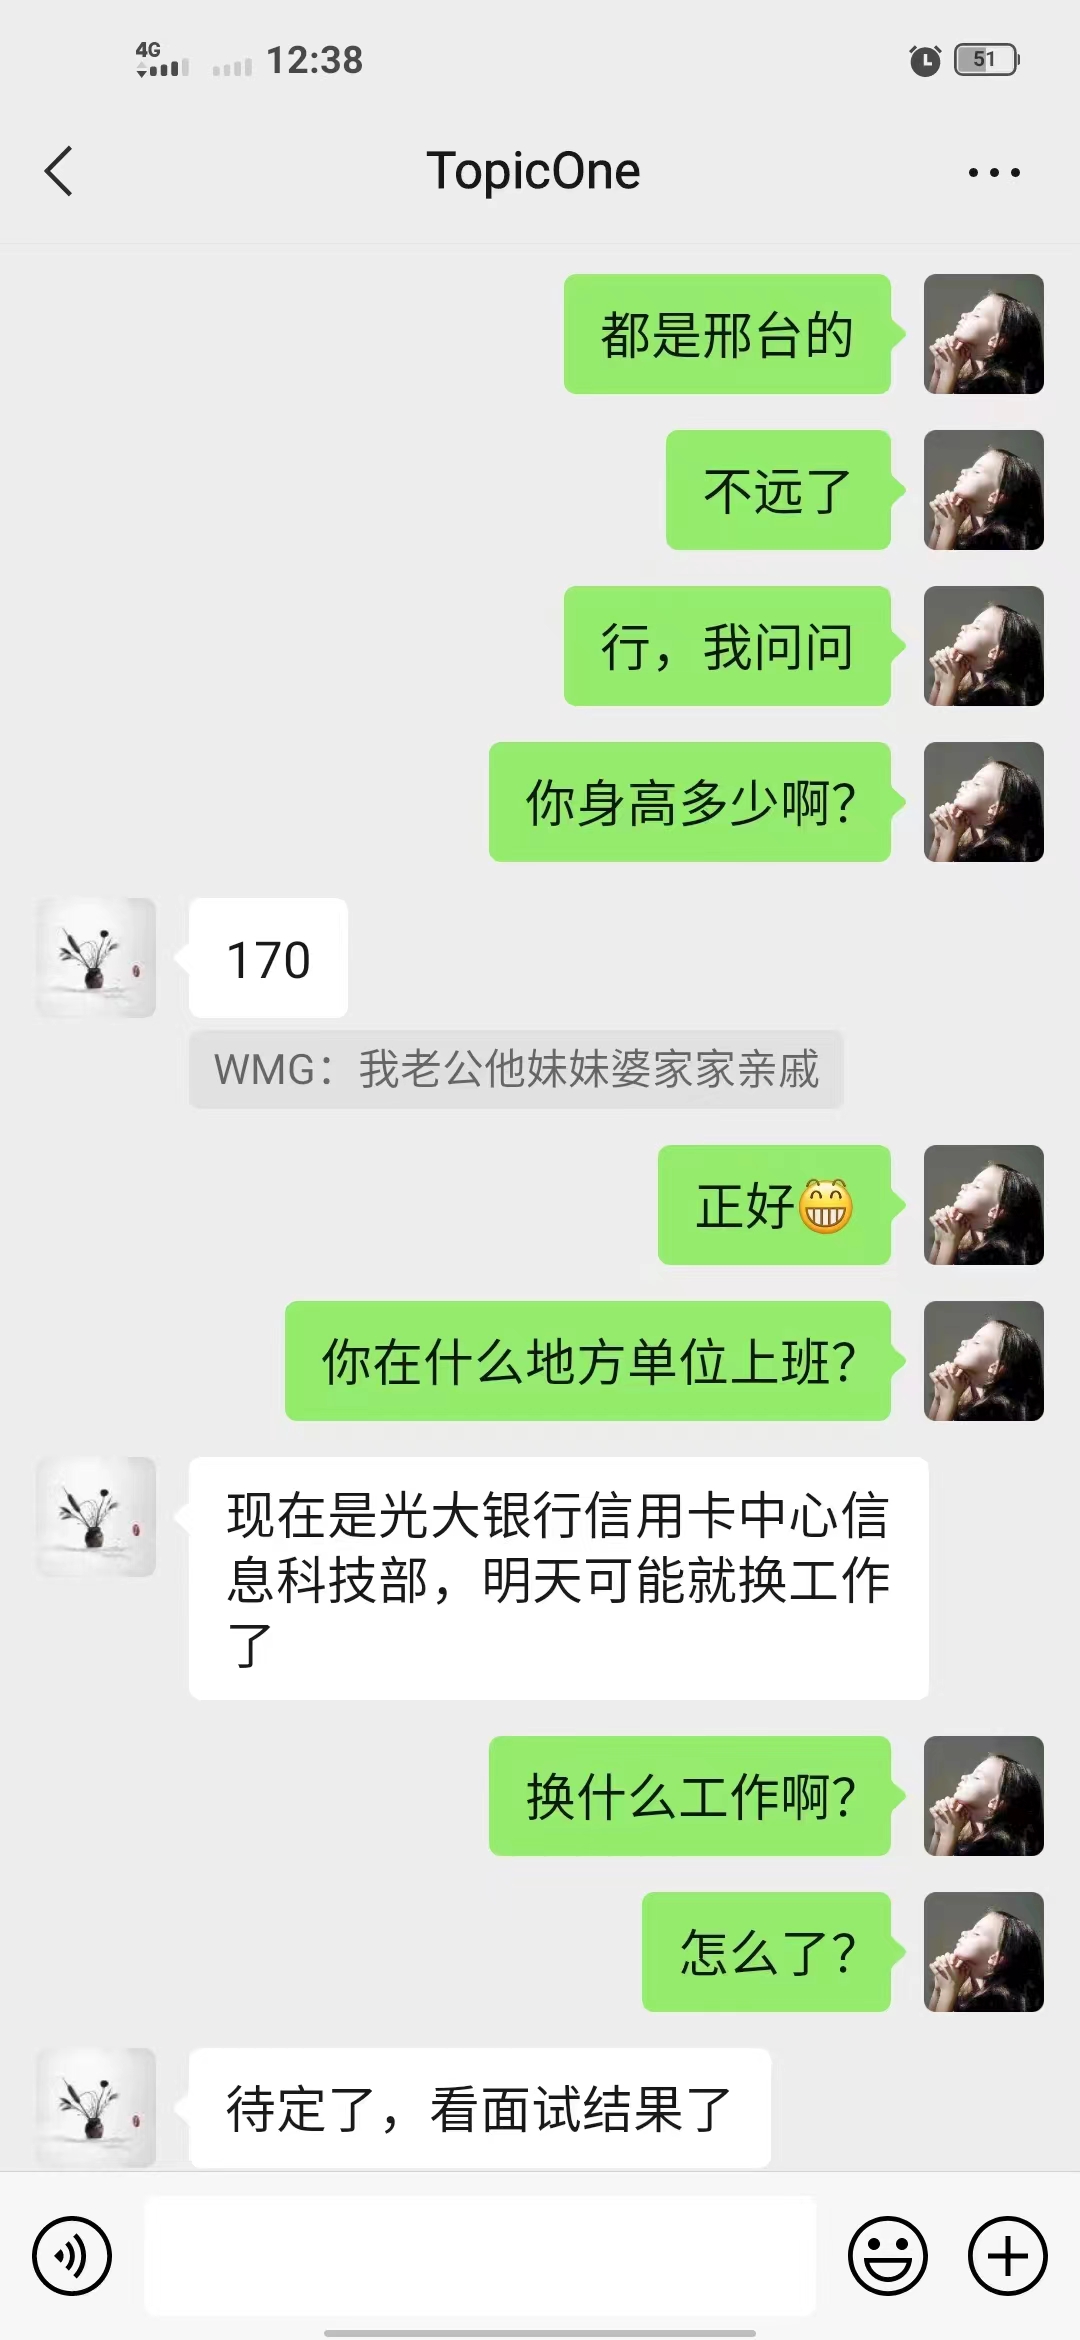 4G 12:38 51
TopicOne
都是邢台的
不远了
行，我问问
你身高多少啊？
170
WMG：我老公他妹妹婆家家亲戚
正好😁
你在什么地方单位上班？
现在是光大银行信用卡中心信
息科技部，明天可能就换工作
了
换什么工作啊？
怎么了？
待定了，看面试结果了